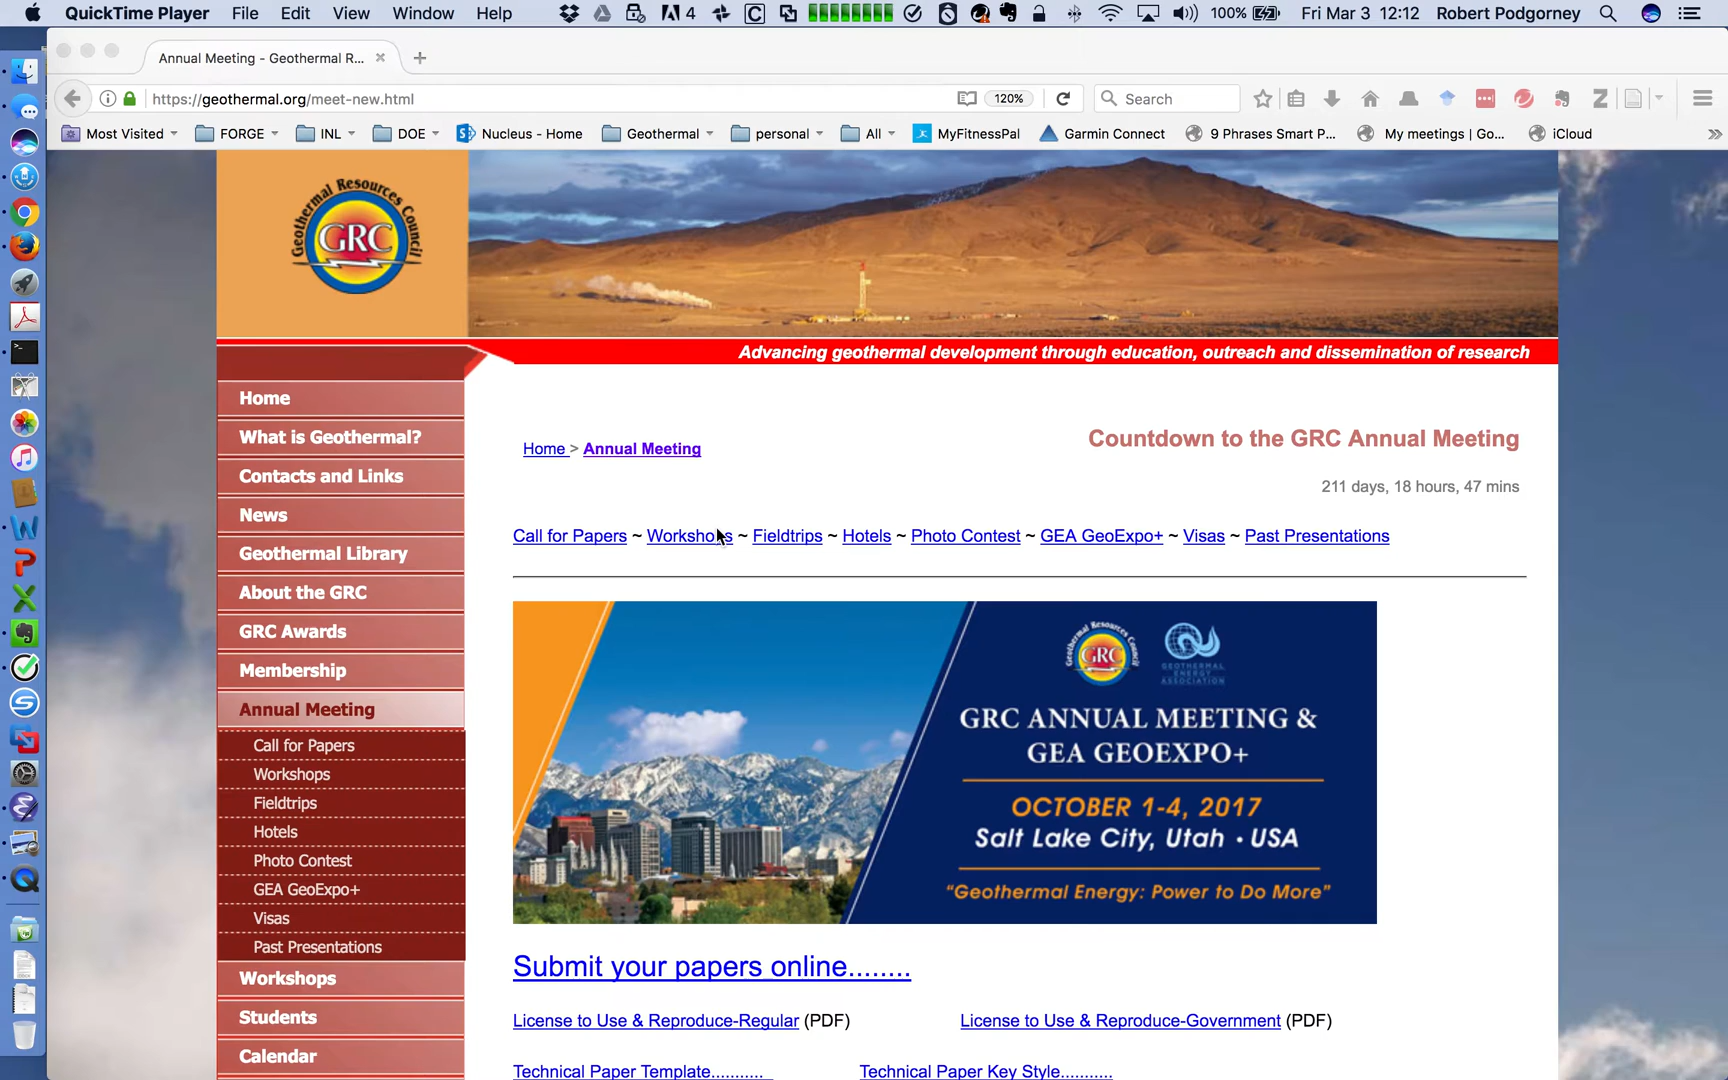 QuickTime Player File Edit View Window Help 4 100% Fri Mar 3 12:12 Robert Podgorney
Annual Meeting - Geothermal R...
https://geothermal.org/meet-new.html 120% Search
Most Visited FORGE INL DOE Nucleus - Home Geothermal personal All MyFitnessPal Garmin Connect 9 Phrases Smart P... My meetings | Go... iCloud
Geothermal Resources Council
GRC
Advancing geothermal development through education, outreach and dissemination of research
Home
What is Geothermal?
Contacts and Links
News
Geothermal Library
About the GRC
GRC Awards
Membership
Annual Meeting
Call for Papers
Workshops
Fieldtrips
Hotels
Photo Contest
GEA GeoExpo+
Visas
Past Presentations
Workshops
Students
Calendar
Home > Annual Meeting
Countdown to the GRC Annual Meeting
211 days, 18 hours, 47 mins
Call for Papers ~ Workshops ~ Fieldtrips ~ Hotels ~ Photo Contest ~ GEA GeoExpo+ ~ Visas ~ Past Presentations
GRC
GEOTHERMAL
ENERGY
ASSOCIATION
GRC ANNUAL MEETING &
GEA GEOEXPO+
OCTOBER 1-4, 2017
Salt Lake City, Utah • USA
"Geothermal Energy: Power to Do More"
Submit your papers online........
License to Use & Reproduce-Regular (PDF) License to Use & Reproduce-Government (PDF)
Technical Paper Template........... Technical Paper Key Style...........